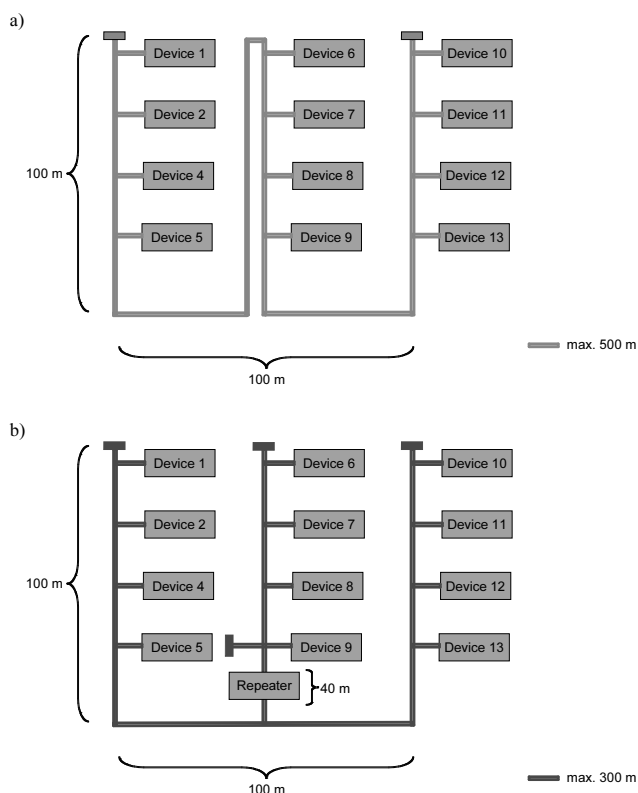 a)
Device 1 Device 6 Device 10
Device 2 Device 7 Device 11
100 m
Device 4 Device 8 Device 12
Device 5 Device 9 Device 13
max. 500 m
100 m
b)
Device 1 Device 6 Device 10
Device 2 Device 7 Device 11
100 m
Device 4 Device 8 Device 12
Device 5 Device 9 Device 13
Repeater 40 m
100 m
max. 300 m